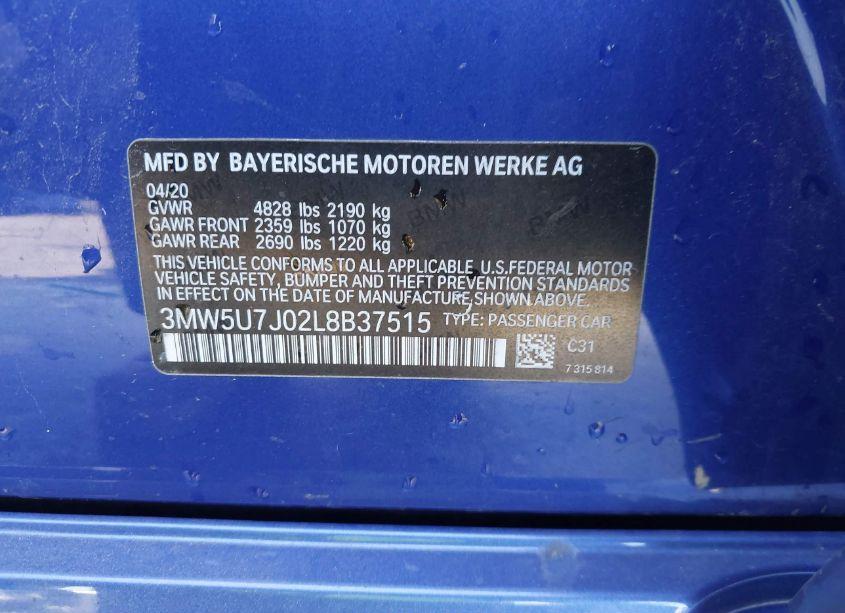 MFD BY BAYERISCHE MOTOREN WERKE AG
04/20
GVWR 4828 lbs 2190 kg
GAWR FRONT 2359 lbs 1070 kg
GAWR REAR 2690 lbs 1220 kg
THIS VEHICLE CONFORMS TO ALL APPLICABLE U.S.FEDERAL MOTOR
VEHICLE SAFETY, BUMPER AND THEFT PREVENTION STANDARDS
IN EFFECT ON THE DATE OF MANUFACTURE,SHOWN ABOVE.
3MW5U7J02L8B37515 TYPE: PASSENGER CAR
C31
7 315 814